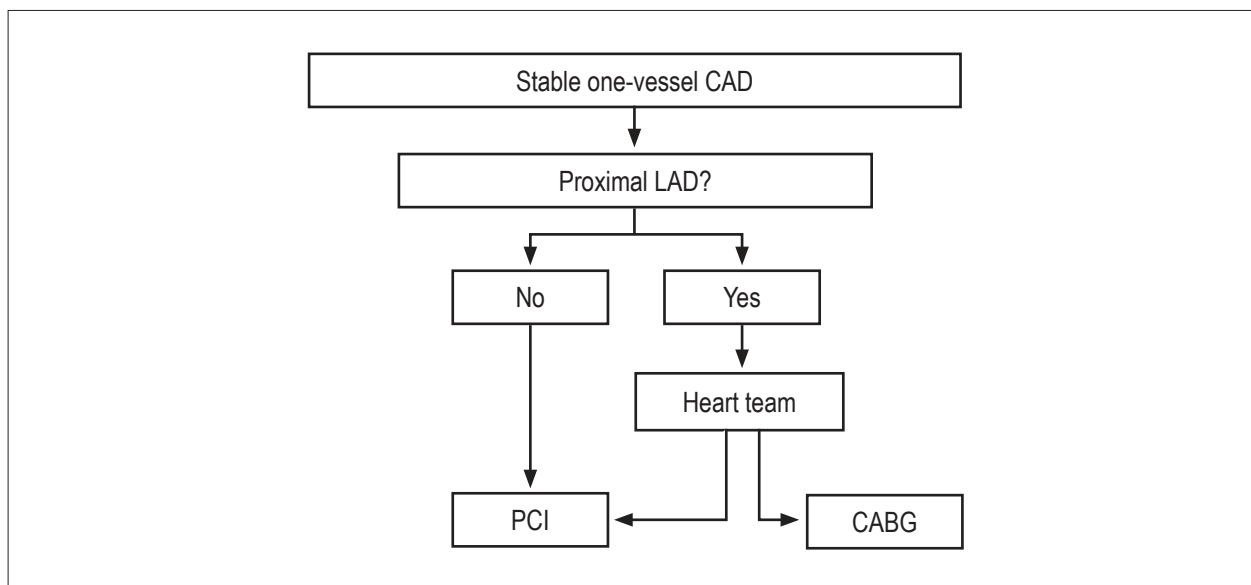 Stable one-vessel CAD
Proximal LAD?
No
Yes
Heart team
PCI
CABG